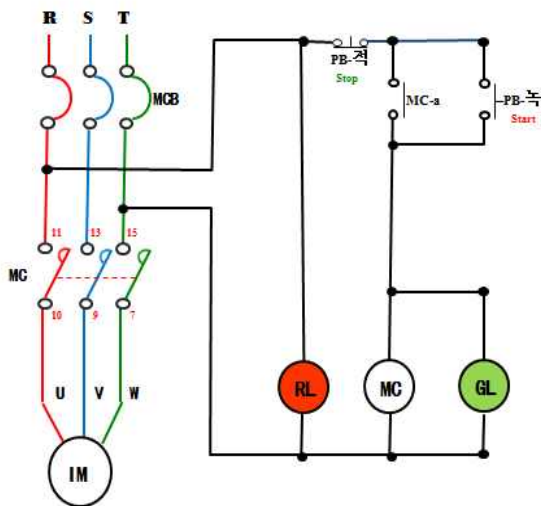 R S T
MCB
PB-적
Stop
MC-a
PB-녹
Start
11 13 15
MC
10 9 7
U V W
RL MC GL
IM